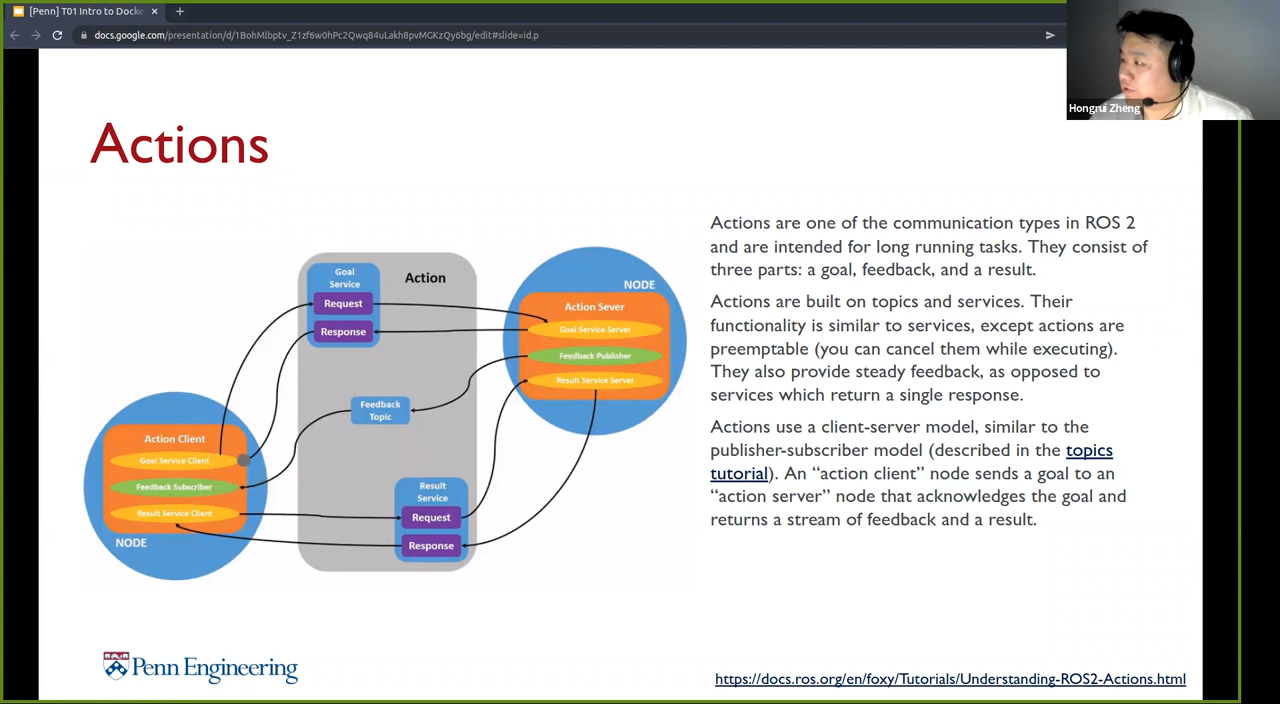 [Penn] T01 Intro to Docke
docs.google.com/presentation/d/1BohMlbptv_Z1zf6w0hPc2Qwq84uLakh8pvMGKzQy6bg/edit#slide=id.p
Hongrui Zheng
Actions
Goal
Service
Request
Response
Action
Feedback
Topic
Result
Service
Request
Response
NODE
Action Sever
Goal Service Server
Feedback Publisher
Result Service Server
Action Client
Goal Service Client
Feedback Subscriber
Result Service Client
NODE
Actions are one of the communication types in ROS 2
and are intended for long running tasks. They consist of
three parts: a goal, feedback, and a result.
Actions are built on topics and services. Their
functionality is similar to services, except actions are
preemptable (you can cancel them while executing).
They also provide steady feedback, as opposed to
services which return a single response.
Actions use a client-server model, similar to the
publisher-subscriber model (described in the topics
tutorial). An “action client” node sends a goal to an
“action server” node that acknowledges the goal and
returns a stream of feedback and a result.
Penn Engineering
https://docs.ros.org/en/foxy/Tutorials/Understanding-ROS2-Actions.html